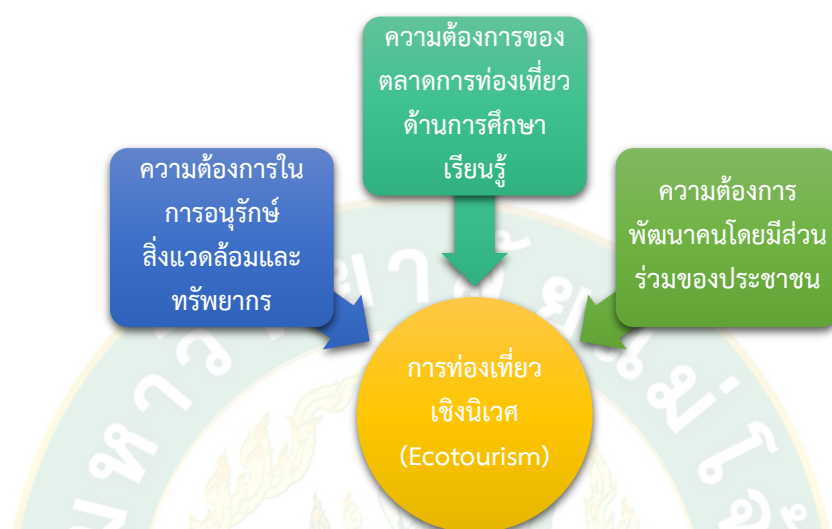 ความต้องการของ
ตลาดการท่องเที่ยว
ด้านการศึกษา
เรียนรู้
ความต้องการใน
การอนุรักษ์
สิ่งแวดล้อมและ
ทรัพยากร
ความต้องการ
พัฒนาคนโดยมีส่วน
ร่วมของประชาชน
การท่องเที่ยว
เชิงนิเวศ
(Ecotourism)